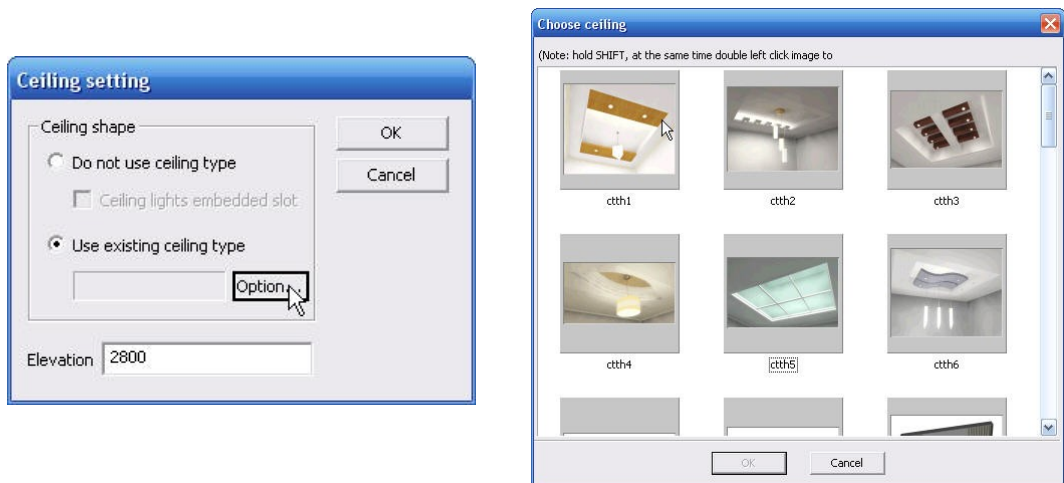 Ceiling setting
Ceiling shape
Do not use ceiling type
Ceiling lights embedded slot
Use existing ceiling type
Option...
Elevation 2800
OK
Cancel
Choose ceiling
(Note: hold SHIFT, at the same time double left click image to
ctth1 ctth2 ctth3
ctth4 ctth5 ctth6
OK Cancel